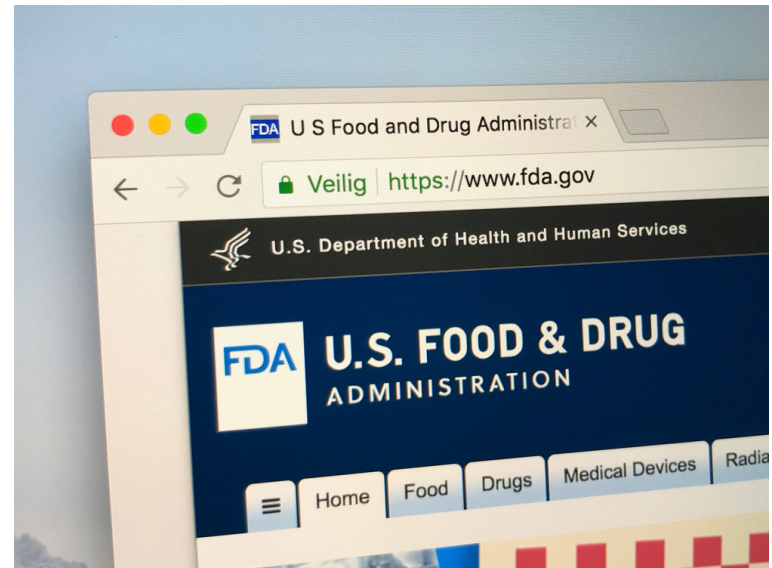 FDA U S Food and Drug Administra
Veilig https://www.fda.gov
U.S. Department of Health and Human Services
FDA U.S. FOOD & DRUG
ADMINISTRATION
Home Food Drugs Medical Devices Radia